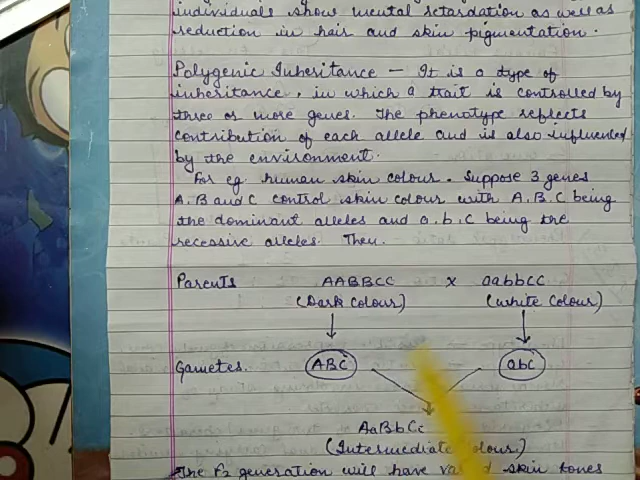 individuals show mental retardation as well as
reduction in hair and skin pigmentation.
Polygenic Inheritance – It is a type of
inheritance, in which a trait is controlled by
three or more genes. The phenotype reflects
contribution of each allele and is also influenced
by the environment.
For eg. human skin colour. Suppose 3 genes
A, B and C control skin colour with A, B, C being
the dominant alleles and a, b, c being the
recessive alleles. Then.
Parents AABBCC x aabbcc
(Dark colour) (White colour)
Gametes. ABC abc
AaBbCc
(Intermediate colour)
The F2 generation will have skin tones